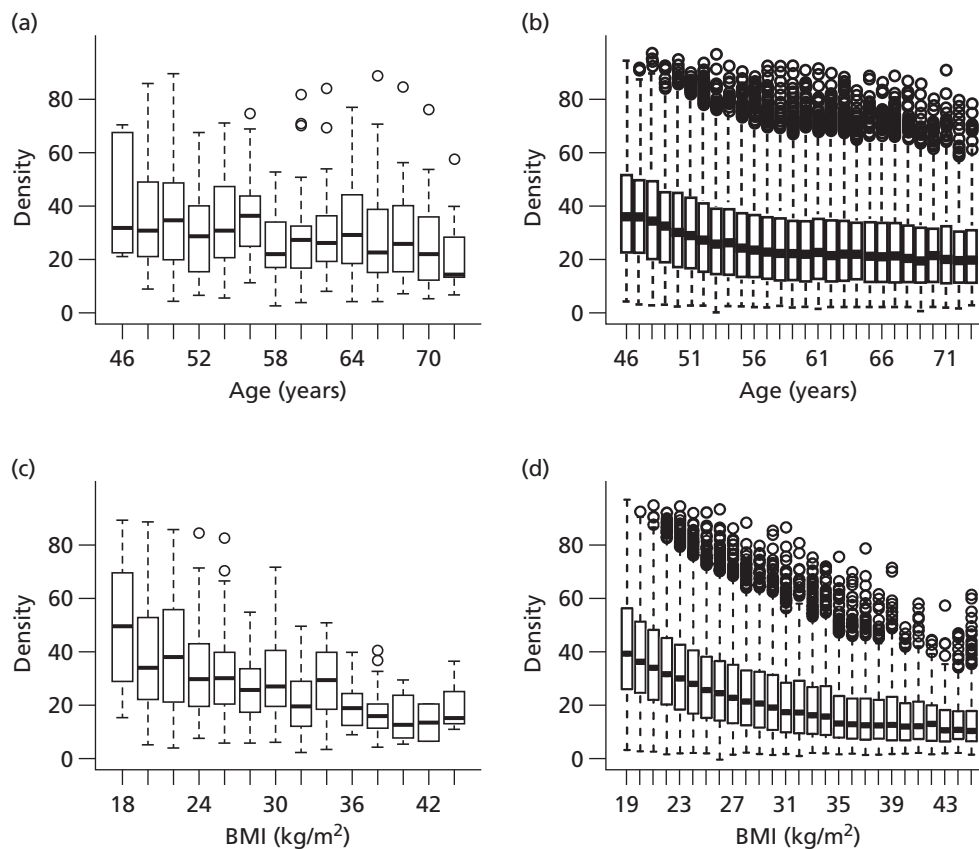 (a)
Density
80
60
40
20
0
46 52 58 64 70
Age (years)
(b)
Density
80
60
40
20
0
46 51 56 61 66 71
Age (years)
(c)
Density
80
60
40
20
0
18 24 30 36 42
BMI (kg/m²)
(d)
Density
80
60
40
20
0
19 23 27 31 35 39 43
BMI (kg/m²)